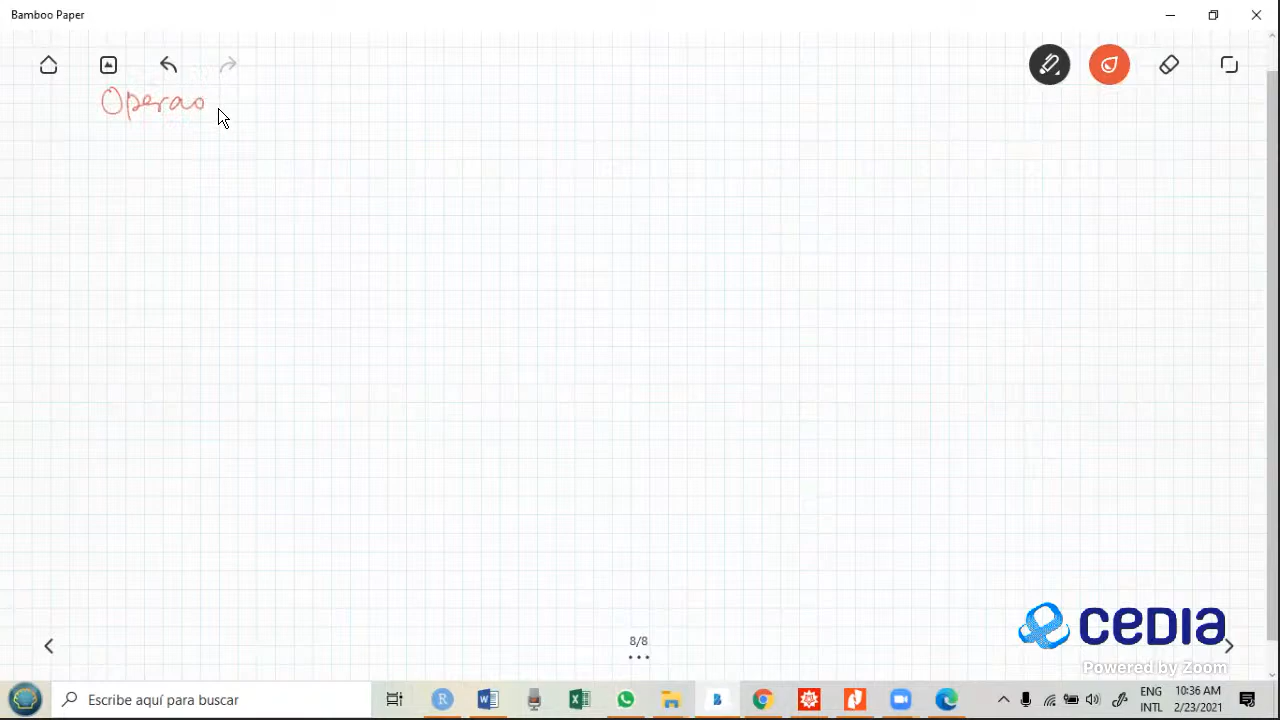 Bamboo Paper
Operao
8/8
CEDIA
Powered by Zoom
Escribe aquí para buscar
ENG
INTL
10:36 AM
2/23/2021